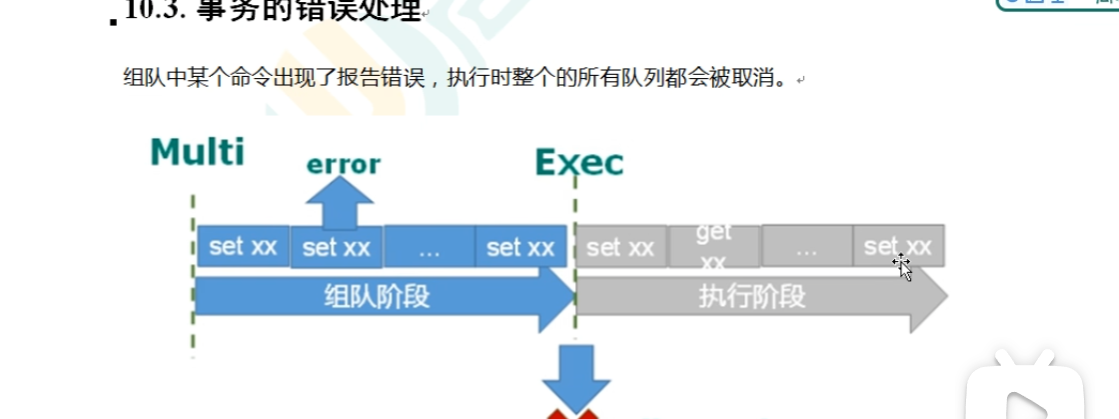 10.3. 事务的错误处理
组队中某个命令出现了报告错误，执行时整个的所有队列都会被取消。
Multi
error
Exec
set xx
set xx
...
set xx
set xx
get xx
...
set xx
组队阶段
执行阶段